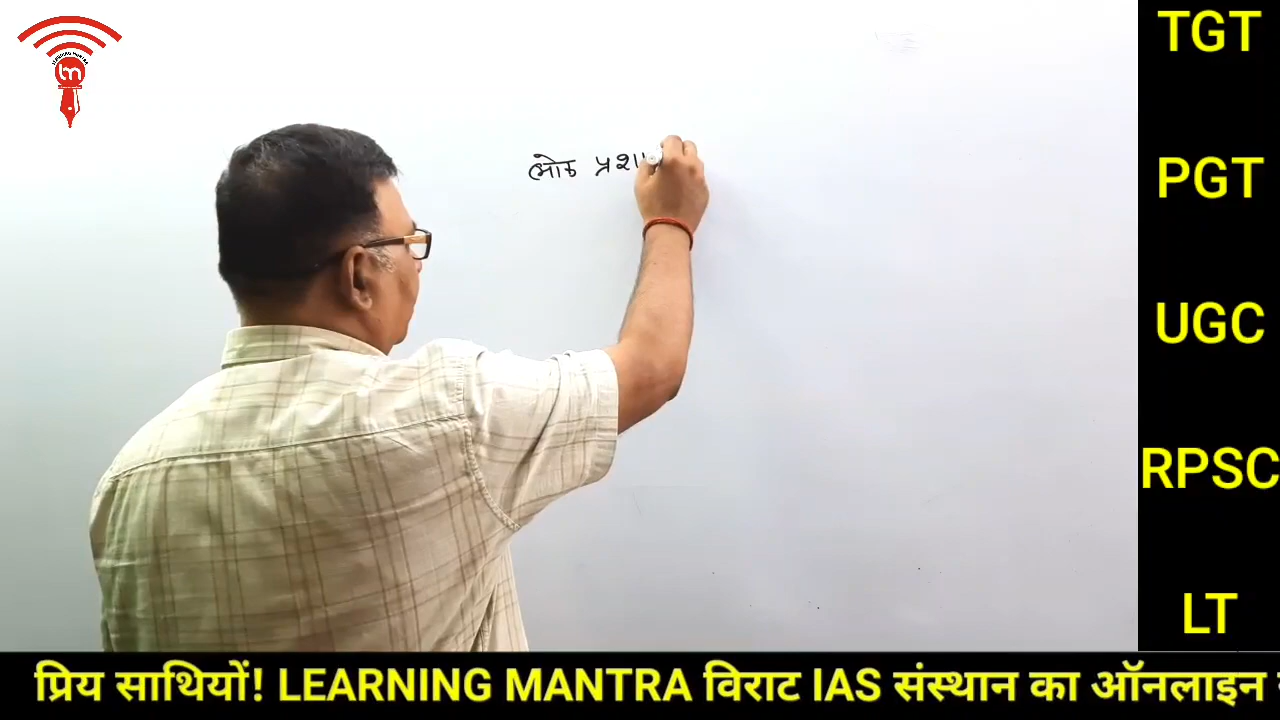 TGT
लोक
PGT
UGC
RPSC
LT
प्रिय साथियों! LEARNING MANTRA विराट IAS संस्थान का ऑनलाइन